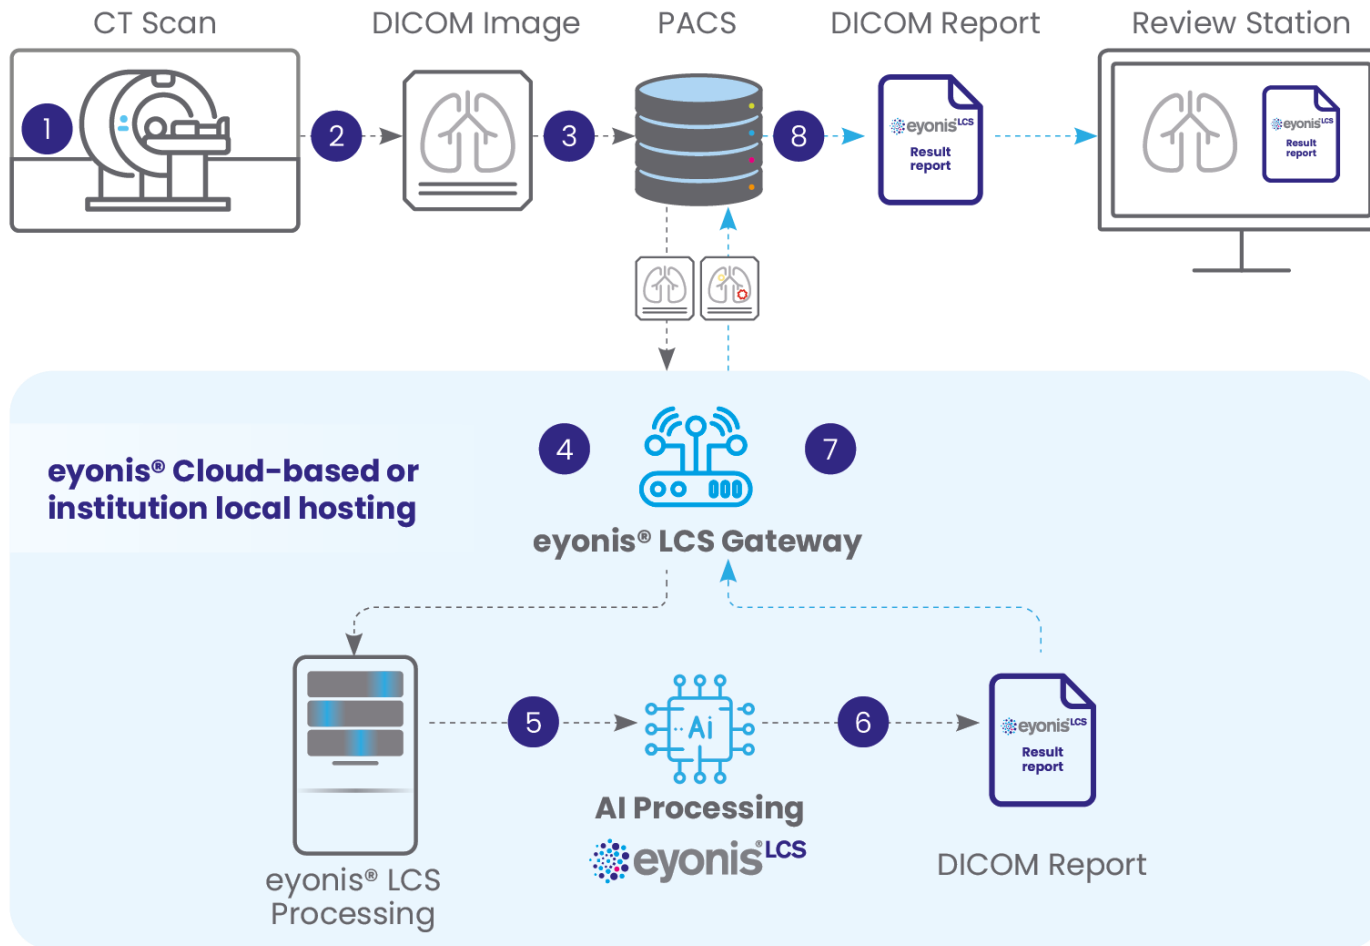 CT Scan
DICOM Image
PACS
DICOM Report
Review Station
1
2
3
8
eyonis® LCS
Result
report
eyonis® LCS
Result
report
4
7
eyonis® Cloud-based or
institution local hosting
eyonis® LCS Gateway
5
Ai
6
eyonis® LCS
Result
report
AI Processing
eyonis® LCS
eyonis® LCS
Processing
DICOM Report